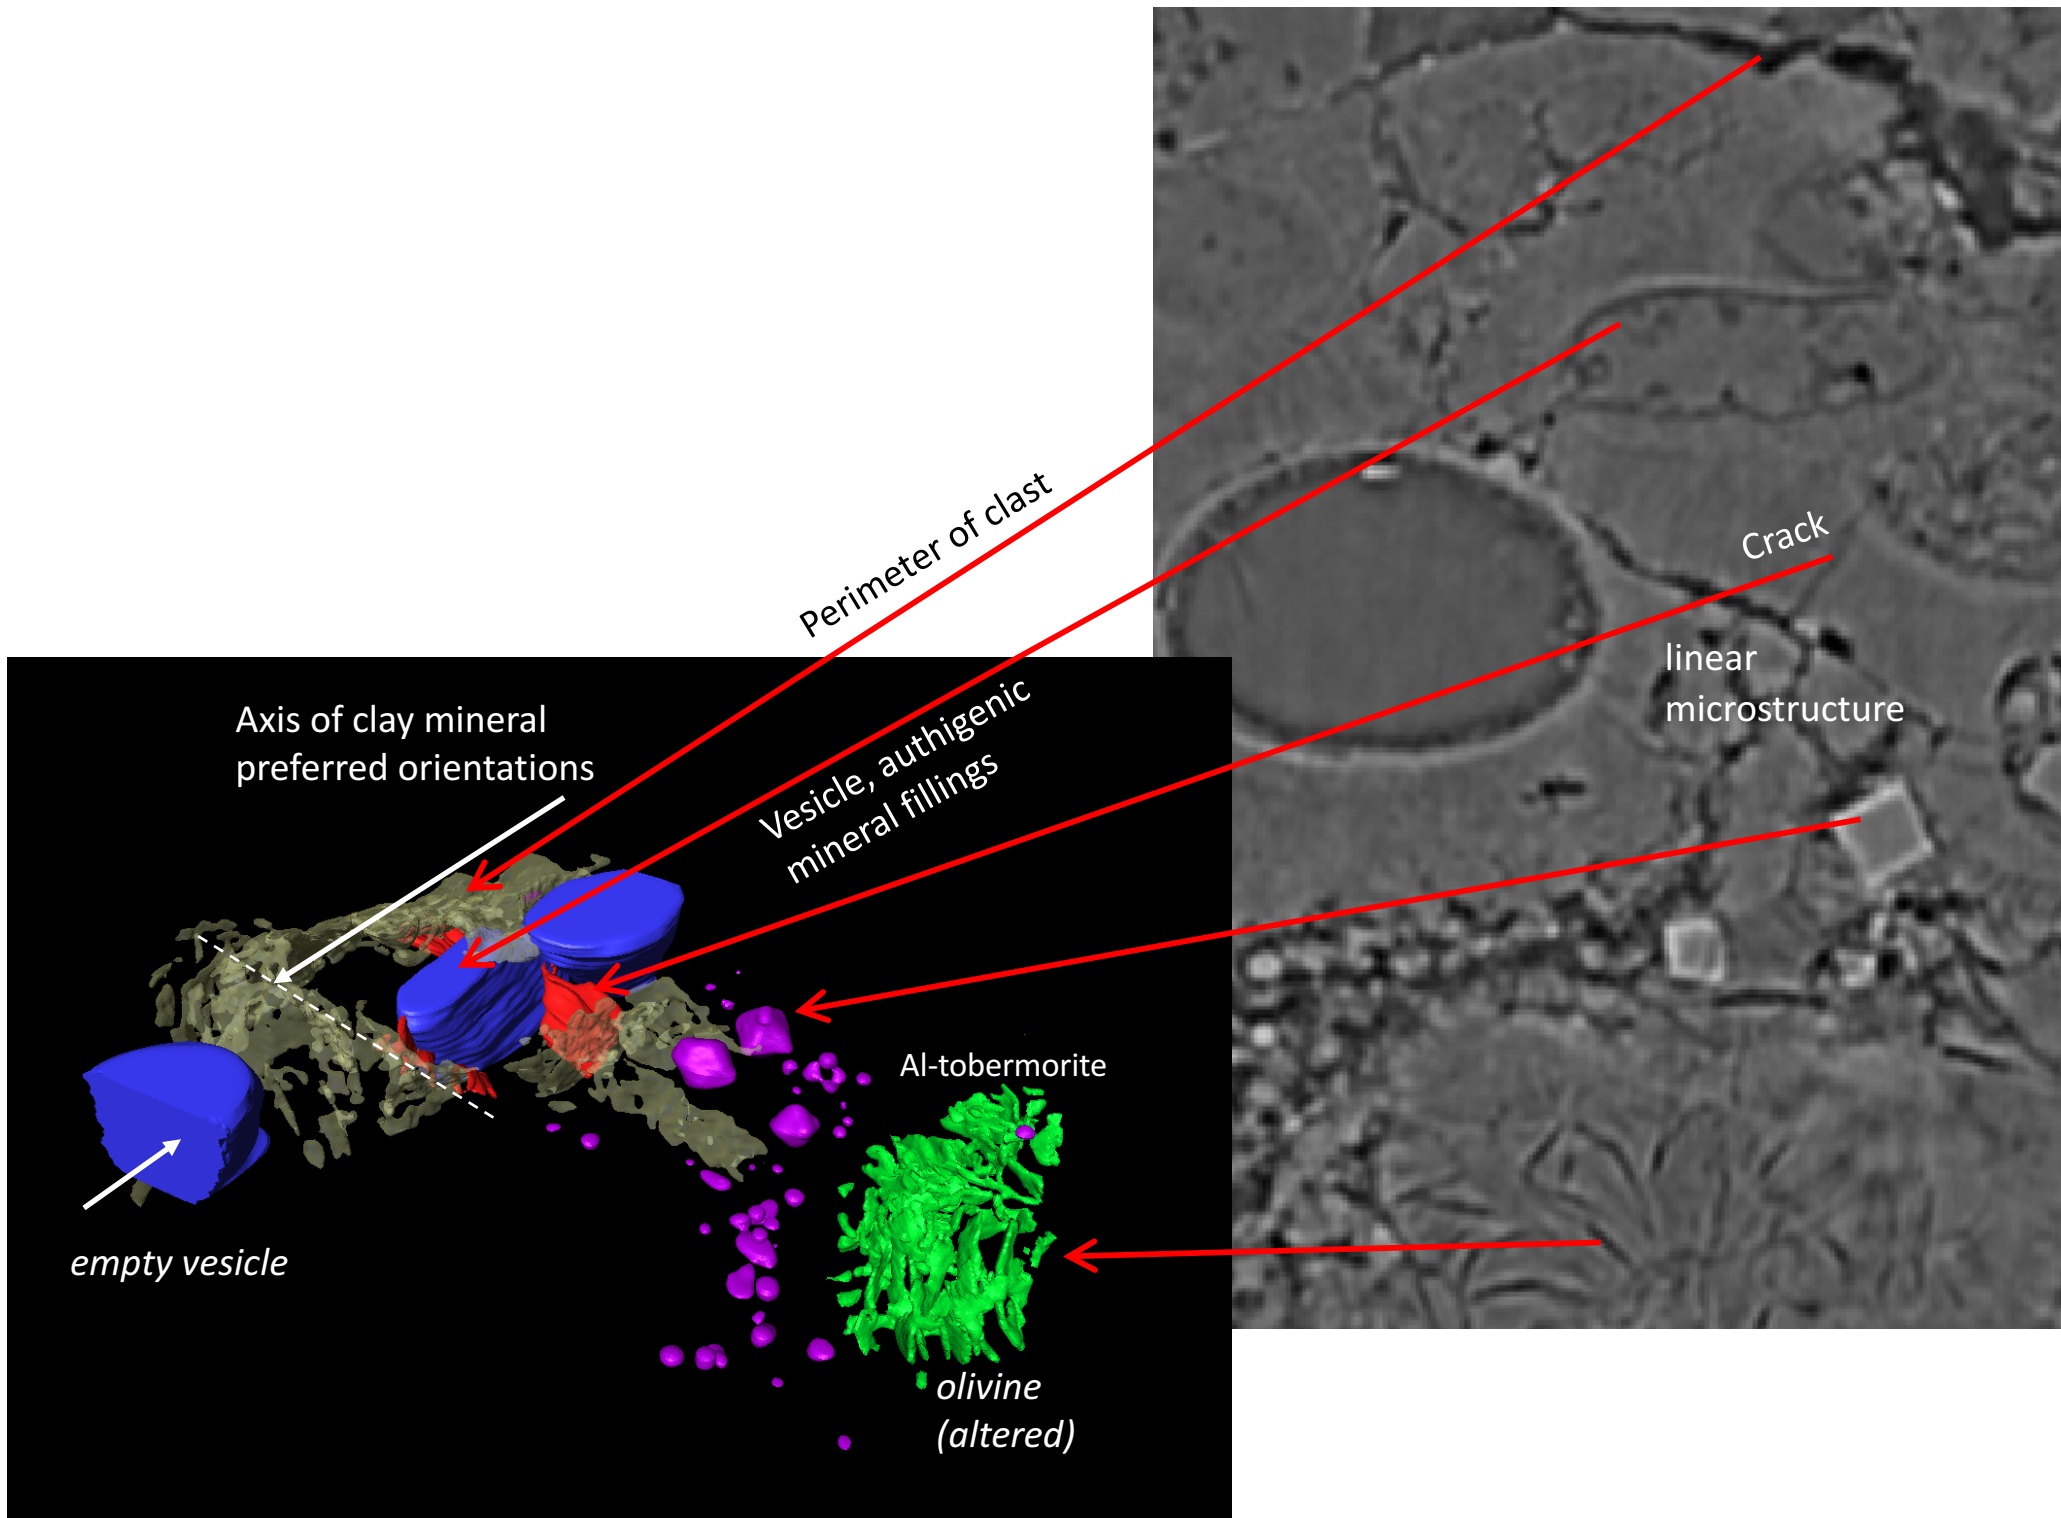 Perimeter of clast
Crack
linear
microstructure
Axis of clay mineral
preferred orientations
Vesicle, authigenic
mineral fillings
Al-tobermorite
empty vesicle
olivine
(altered)